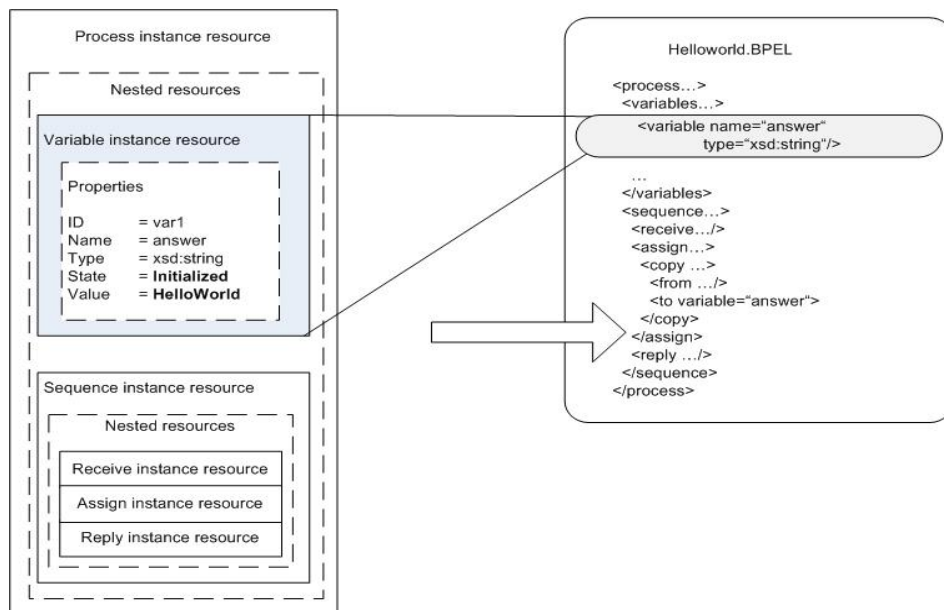 Process instance resource
Nested resources
Variable instance resource
Properties
ID = var1
Name = answer
Type = xsd:string
State = Initialized
Value = HelloWorld
Sequence instance resource
Nested resources
Receive instance resource
Assign instance resource
Reply instance resource
Helloworld.BPEL
<process…>
<variables…>
<variable name=“answer“
type=“xsd:string“/>
…
</variables>
<sequence…>
<receive…/>
<assign…>
<copy …>
<from …/>
<to variable=“answer“>
</copy>
</assign>
<reply …/>
</sequence>
</process>